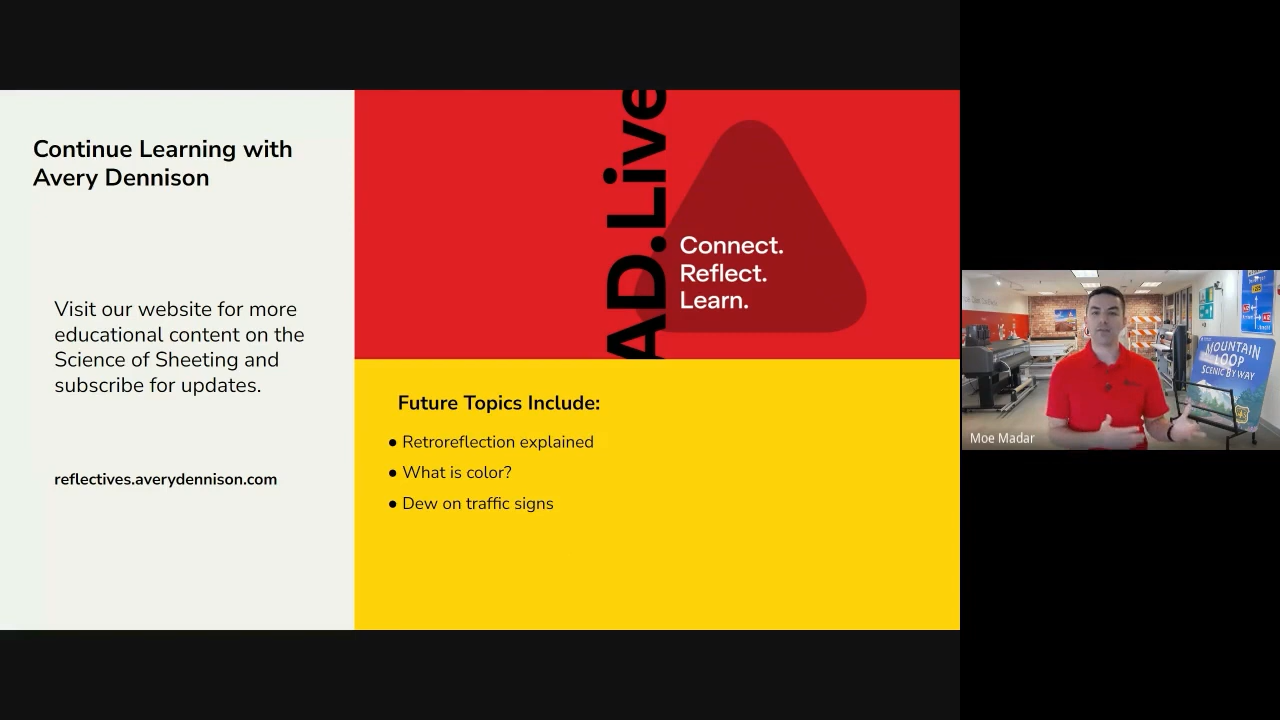 Continue Learning with
Avery Dennison
Visit our website for more
educational content on the
Science of Sheeting and
subscribe for updates.
reflectives.averydennison.com
AD.Live
Connect.
Reflect.
Learn.
Future Topics Include:
● Retroreflection explained
● What is color?
● Dew on traffic signs
MOUNTAIN
LOOP
SCENIC BYWAY
Moe Madar